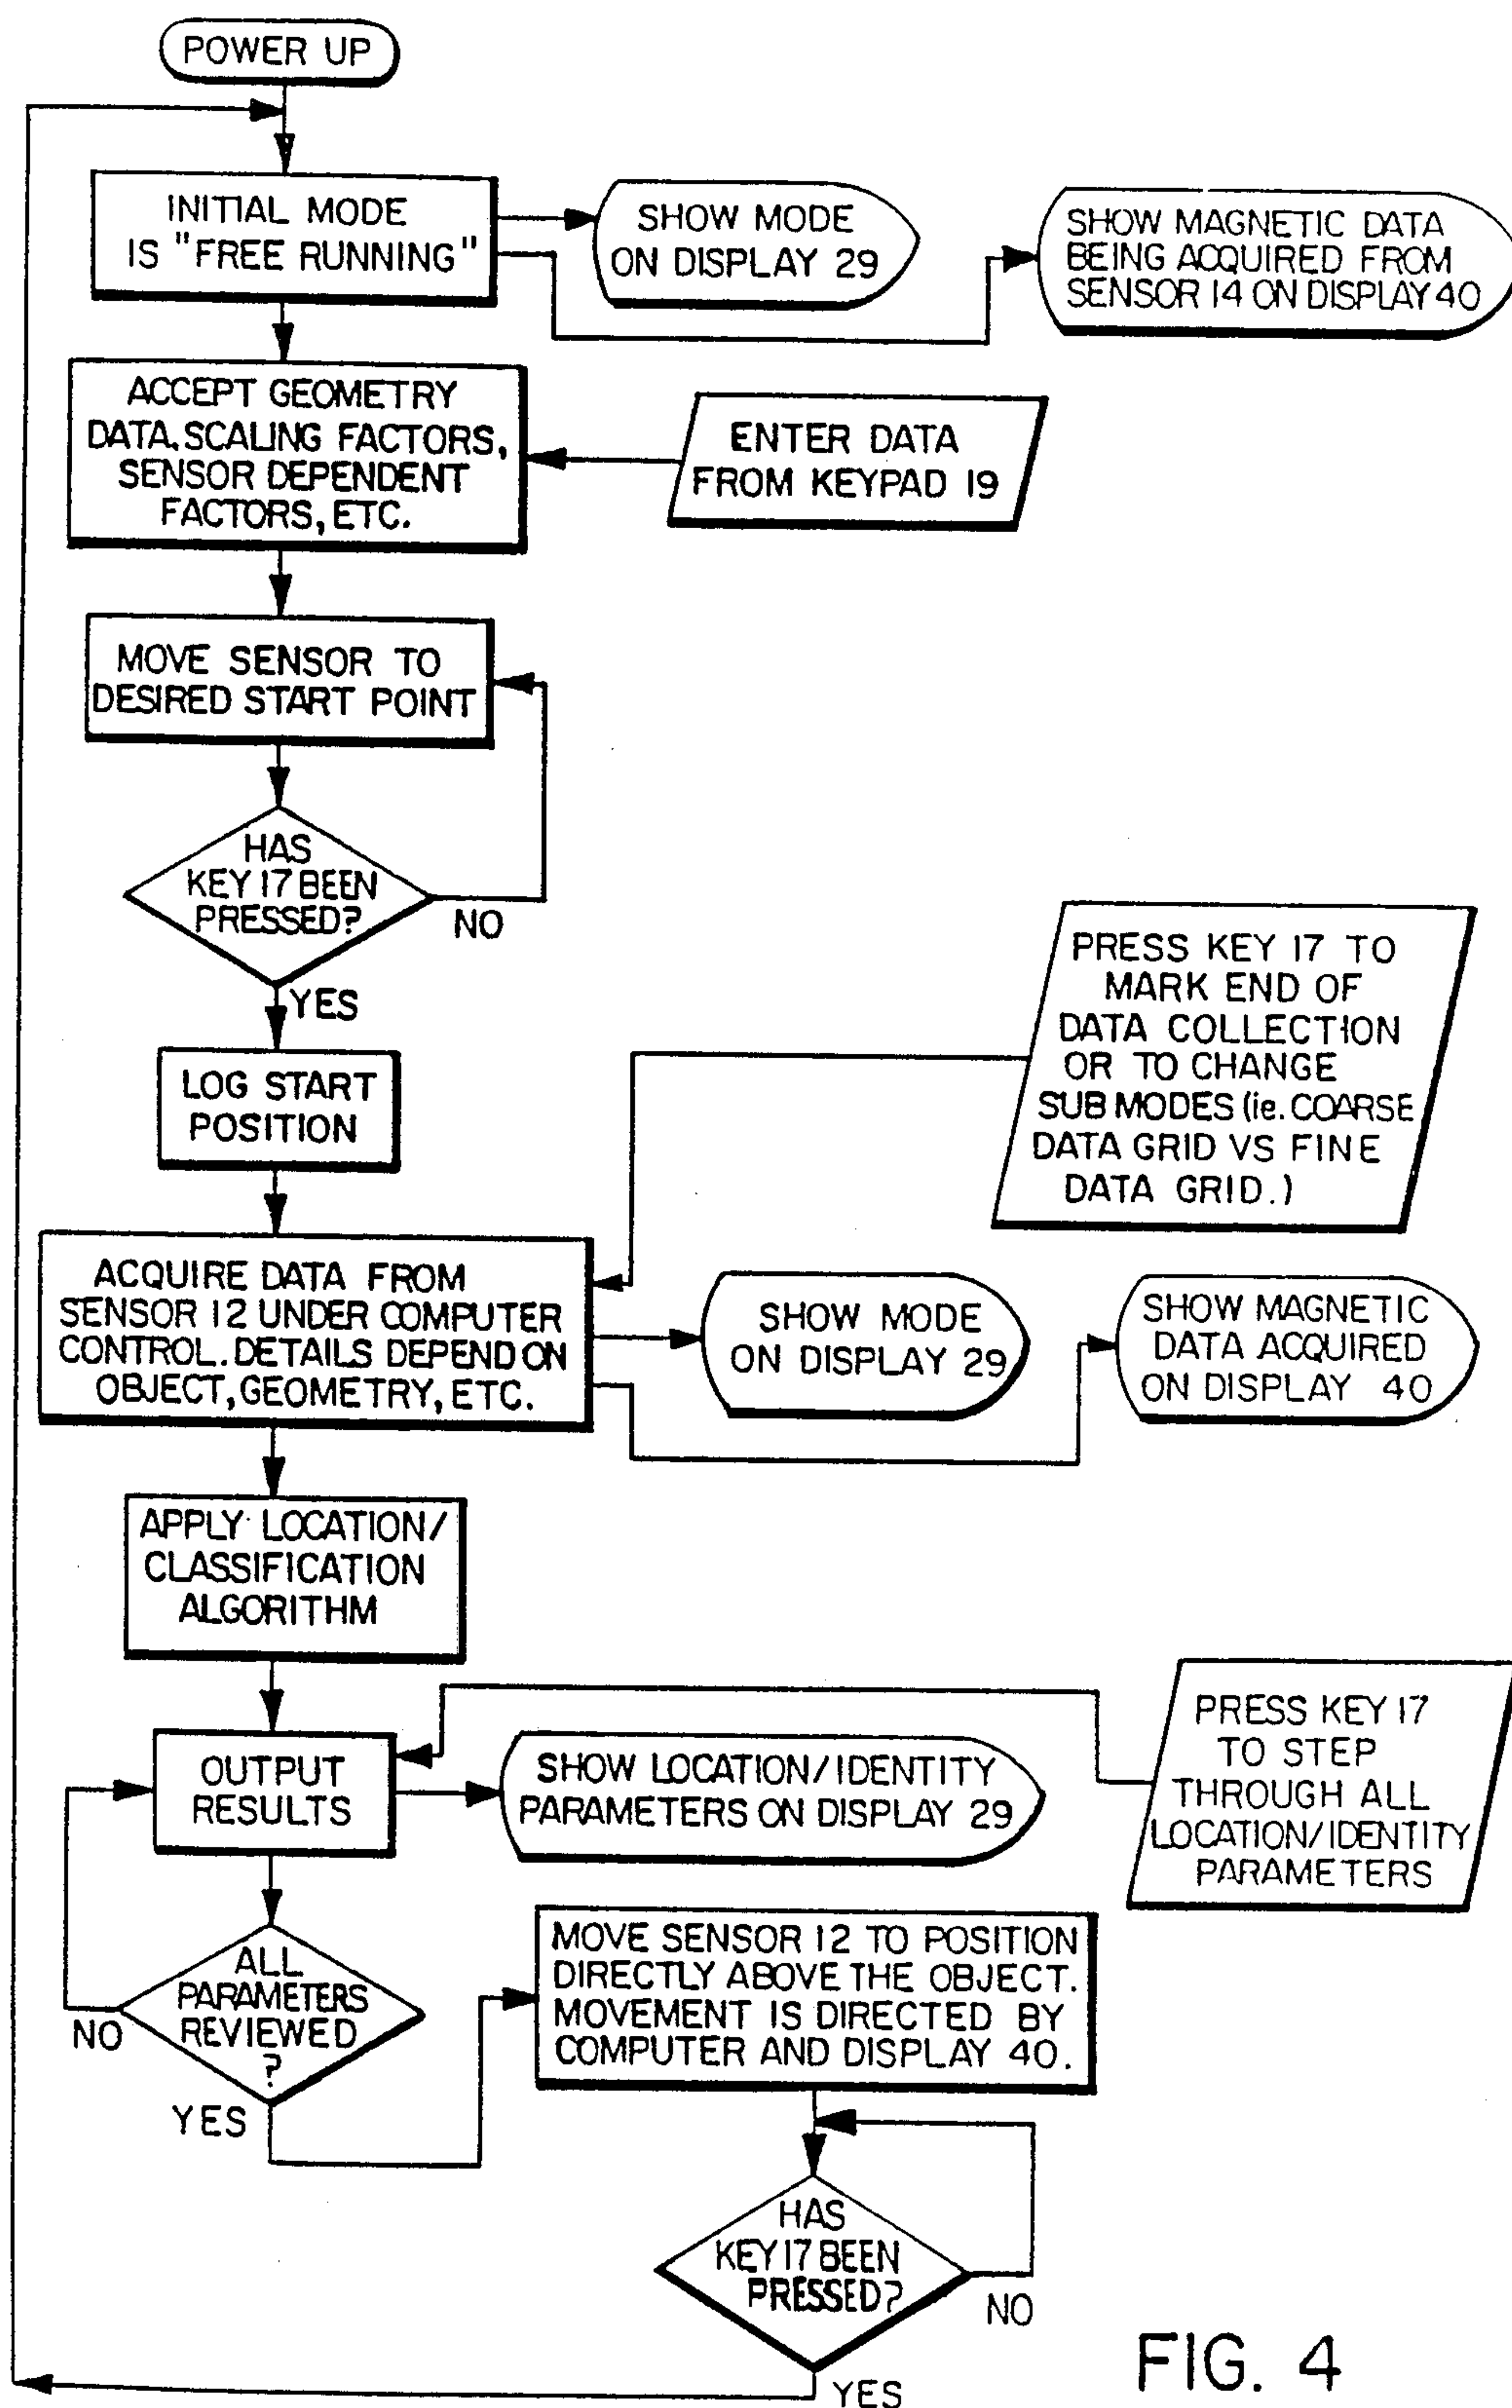 POWER UP
INITIAL MODE
IS "FREE RUNNING"
SHOW MODE
ON DISPLAY 29
SHOW MAGNETIC DATA
BEING ACQUIRED FROM
SENSOR 14 ON DISPLAY 40
ACCEPT GEOMETRY
DATA, SCALING FACTORS,
SENSOR DEPENDENT
FACTORS, ETC.
ENTER DATA
FROM KEYPAD 19
MOVE SENSOR TO
DESIRED START POINT
HAS
KEY 17 BEEN
PRESSED?
NO
YES
LOG START
POSITION
PRESS KEY 17 TO
MARK END OF
DATA COLLECTION
OR TO CHANGE
SUB MODES (ie. COARSE
DATA GRID VS FINE
DATA GRID.)
ACQUIRE DATA FROM
SENSOR 12 UNDER COMPUTER
CONTROL. DETAILS DEPEND ON
OBJECT, GEOMETRY, ETC.
SHOW MODE
ON DISPLAY 29
SHOW MAGNETIC
DATA ACQUIRED
ON DISPLAY 40
APPLY LOCATION/
CLASSIFICATION
ALGORITHM
OUTPUT
RESULTS
SHOW LOCATION/IDENTITY
PARAMETERS ON DISPLAY 29
PRESS KEY 17
TO STEP
THROUGH ALL
LOCATION/IDENTITY
PARAMETERS
ALL
PARAMETERS
REVIEWED
?
NO
YES
MOVE SENSOR 12 TO POSITION
DIRECTLY ABOVE THE OBJECT.
MOVEMENT IS DIRECTED BY
COMPUTER AND DISPLAY 40.
HAS
KEY 17 BEEN
PRESSED?
NO
YES
FIG. 4